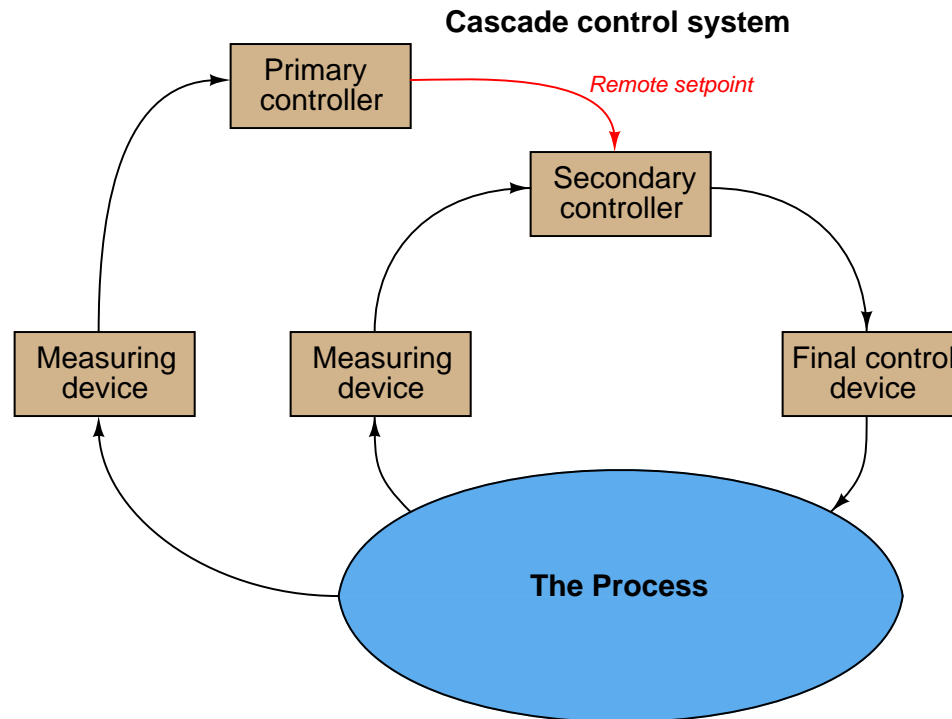 Cascade control system
Primary
controller
Remote setpoint
Secondary
controller
Measuring
device
Measuring
device
Final control
device
The Process